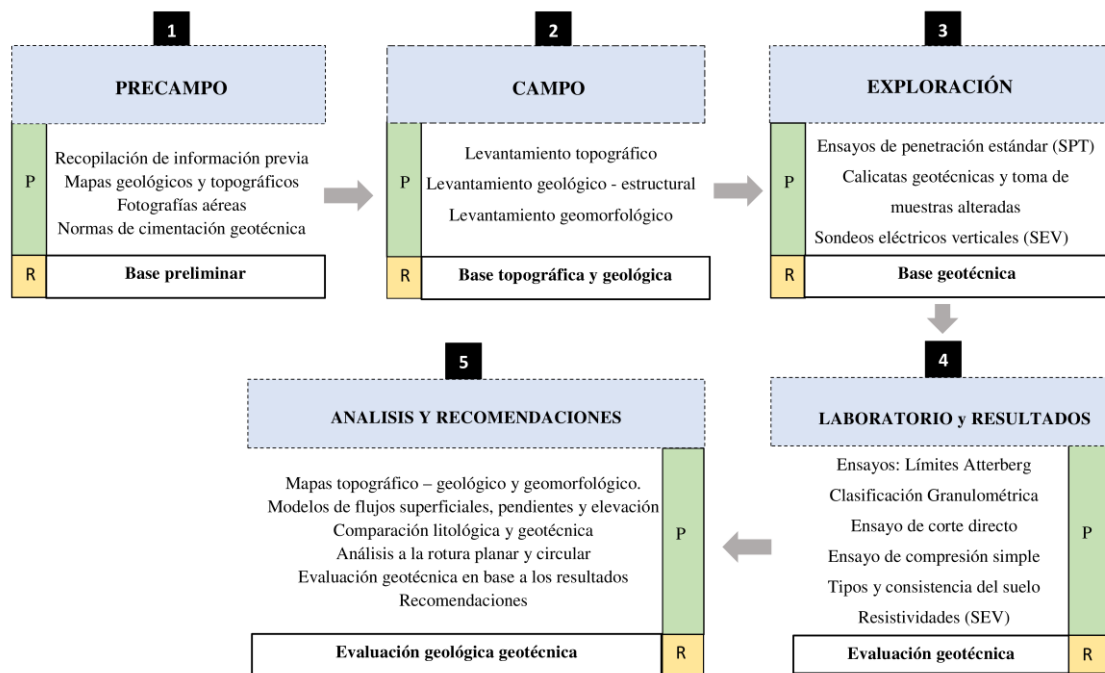 1
PRECAMPO
P
Recopilación de información previa
Mapas geológicos y topográficos
Fotografías aéreas
Normas de cimentación geotécnica
R
Base preliminar
2
CAMPO
P
Levantamiento topográfico
Levantamiento geológico - estructural
Levantamiento geomorfológico
R
Base topográfica y geológica
3
EXPLORACIÓN
P
Ensayos de penetración estándar (SPT)
Calicatas geotécnicas y toma de
muestras alteradas
Sondeos eléctricos verticales (SEV)
R
Base geotécnica
4
LABORATORIO y RESULTADOS
Ensayos: Límites Atterberg
Clasificación Granulométrica
Ensayo de corte directo
Ensayo de compresión simple
Tipos y consistencia del suelo
Resistividades (SEV)
P
Evaluación geotécnica
R
5
ANALISIS Y RECOMENDACIONES
Mapas topográfico – geológico y geomorfológico.
Modelos de flujos superficiales, pendientes y elevación
Comparación litológica y geotécnica
Análisis a la rotura planar y circular
Evaluación geotécnica en base a los resultados
Recomendaciones
P
Evaluación geológica geotécnica
R